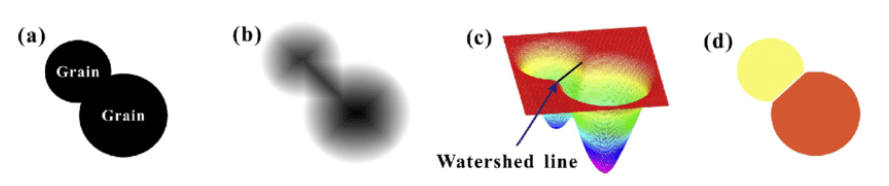 (a)
Grain
Grain
(b)
(c)
Watershed line
(d)